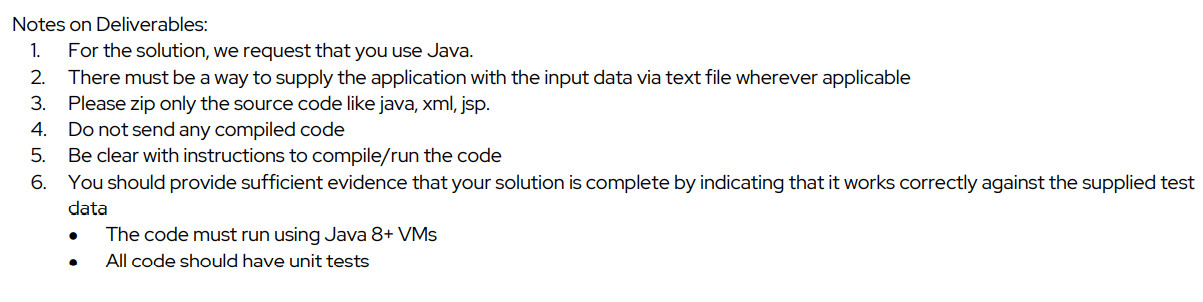 Notes on Deliverables:
1. For the solution, we request that you use Java.
2. There must be a way to supply the application with the input data via text file wherever applicable
3. Please zip only the source code like java, xml, jsp.
4. Do not send any compiled code
5. Be clear with instructions to compile/run the code
6. You should provide sufficient evidence that your solution is complete by indicating that it works correctly against the supplied test
data
● The code must run using Java 8+ VMs
● All code should have unit tests